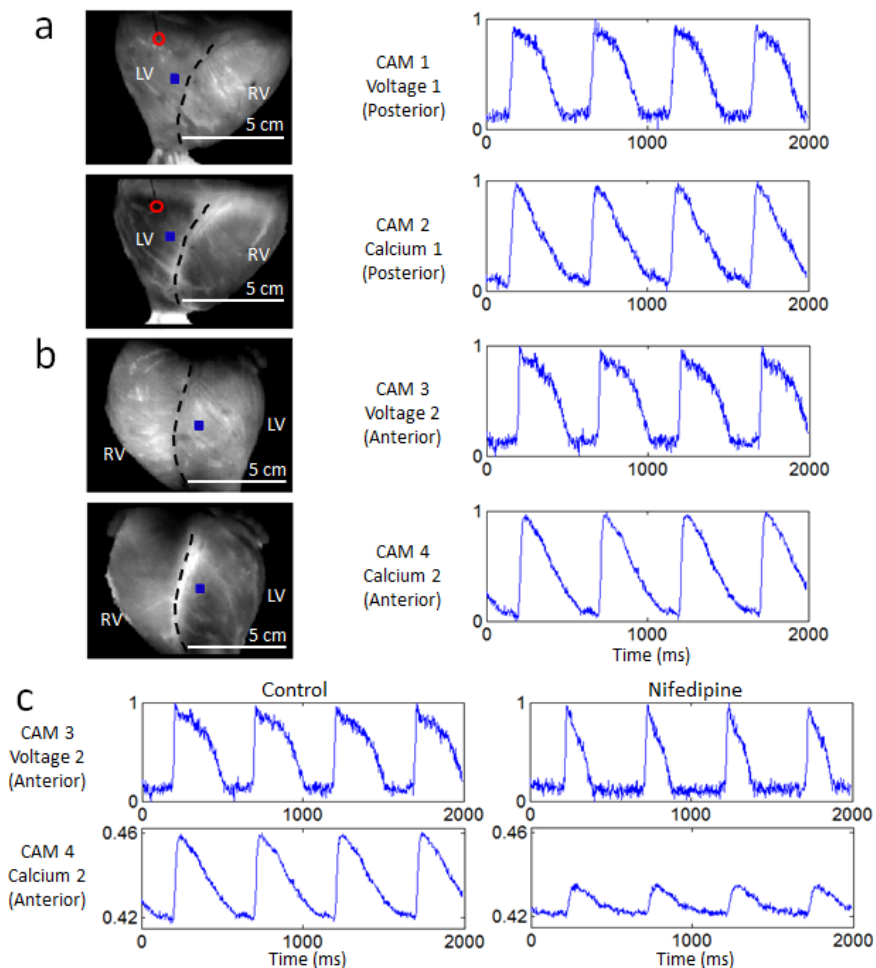 a
LV
RV
5 cm
CAM 1
Voltage 1
(Posterior)
1
1
0
1000
2000
LV
RV
5 cm
CAM 2
Calcium 1
(Posterior)
1
0
0
1000
2000
b
RV
LV
5 cm
CAM 3
Voltage 2
(Anterior)
1
0
0
1000
2000
RV
LV
5 cm
CAM 4
Calcium 2
(Anterior)
1
0
0
1000
2000
Time (ms)
c
Control
Nifedipine
CAM 3
Voltage 2
(Anterior)
1
1
0
1000
2000
1
1
0
1000
2000
CAM 4
Calcium 2
(Anterior)
0.46
0.42
0
1000
2000
Time (ms)
0.46
0.42
0
1000
2000
Time (ms)